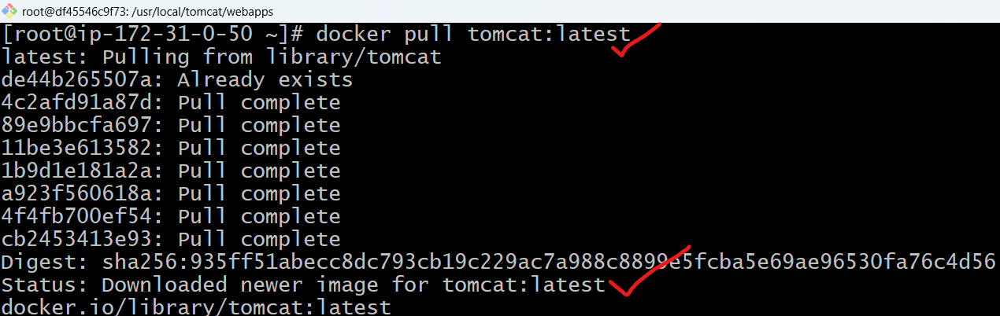 root@df45546c9f73: /usr/local/tomcat/webapps
[root@ip-172-31-0-50 ~]# docker pull tomcat:latest
latest: Pulling from library/tomcat
de44b265507a: Already exists
4c2afd91a87d: Pull complete
89e9bbcfa697: Pull complete
11be3e613582: Pull complete
1b9d1e181a2a: Pull complete
a923f560618a: Pull complete
4f4fb700ef54: Pull complete
cb2453413e93: Pull complete
Digest: sha256:935ff51abecc8dc793cb19c229ac7a988c8899e5fcba5e69ae96530fa76c4d56
Status: Downloaded newer image for tomcat:latest
docker.io/library/tomcat:latest